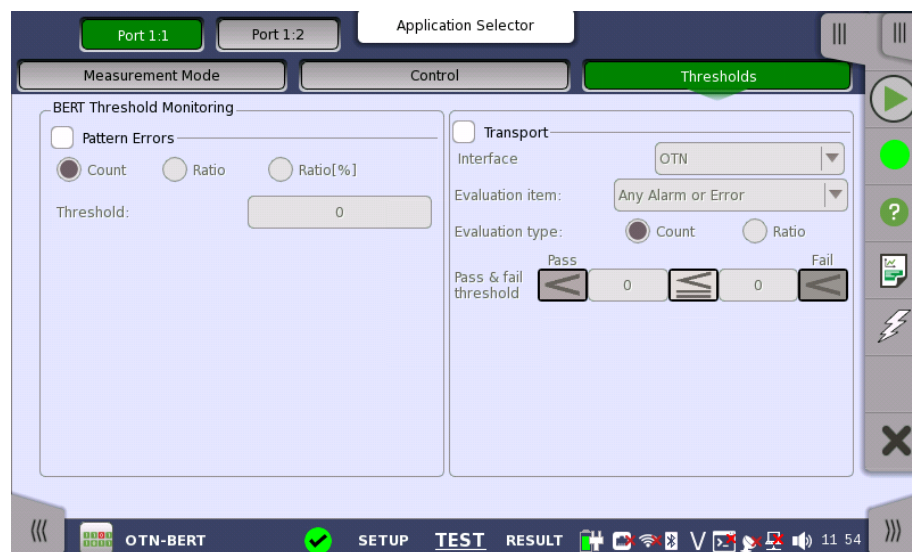 Port 1:1
Port 1:2
Application Selector
Measurement Mode
Control
Thresholds
BERT Threshold Monitoring
Pattern Errors
Count
Ratio
Ratio[%]
Threshold:
0
Transport
Interface
OTN
Evaluation item:
Any Alarm or Error
Evaluation type:
Count
Ratio
Pass
Fail
Pass & fail
threshold
0
0
OTN-BERT
SETUP
TEST
RESULT
V
11 54